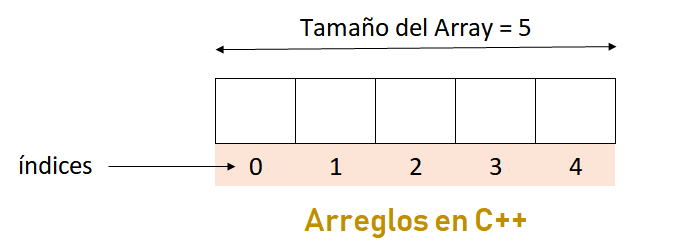 Tamaño del Array = 5
índices
0 1 2 3 4
Arreglos en C++